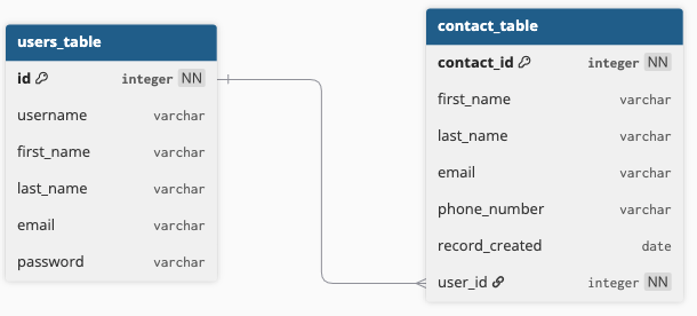 users_table
id integer NN
username varchar
first_name varchar
last_name varchar
email varchar
password varchar
contact_table
contact_id integer NN
first_name varchar
last_name varchar
email varchar
phone_number varchar
record_created date
user_id integer NN